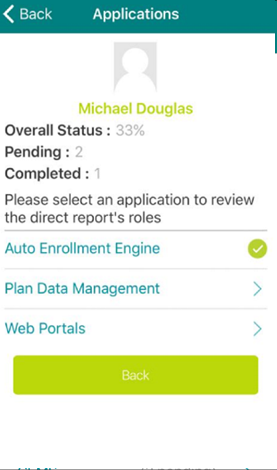 Back Applications
Michael Douglas
Overall Status : 33%
Pending : 2
Completed : 1
Please select an application to review
the direct report's roles
Auto Enrollment Engine
Plan Data Management
Web Portals
Back